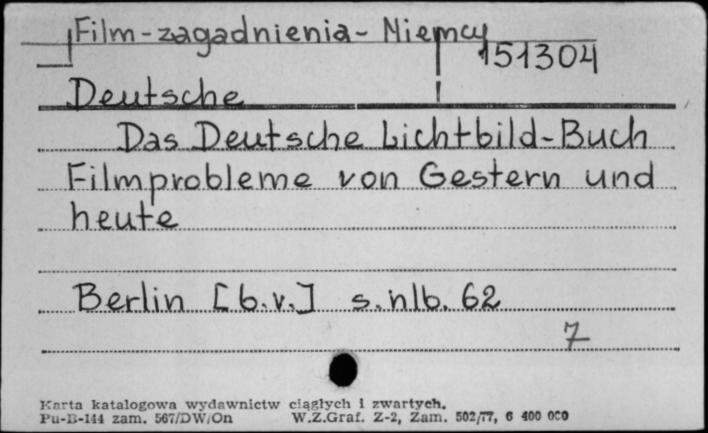 Film-zagadnienia-Niemcy
151304
Deutsche
Das Deutsche Lichtbild-Buch
Filmprobleme von Gestern und
heute
Berlin [b.v.] s.nlb. 62
7
Karta katalogowa wydawnictw ciągłych i zwartych.
Pu-B-144 zam. 567/DW/On W.Z.Graf. Z-2, Zam. 502/77, 6 400 000